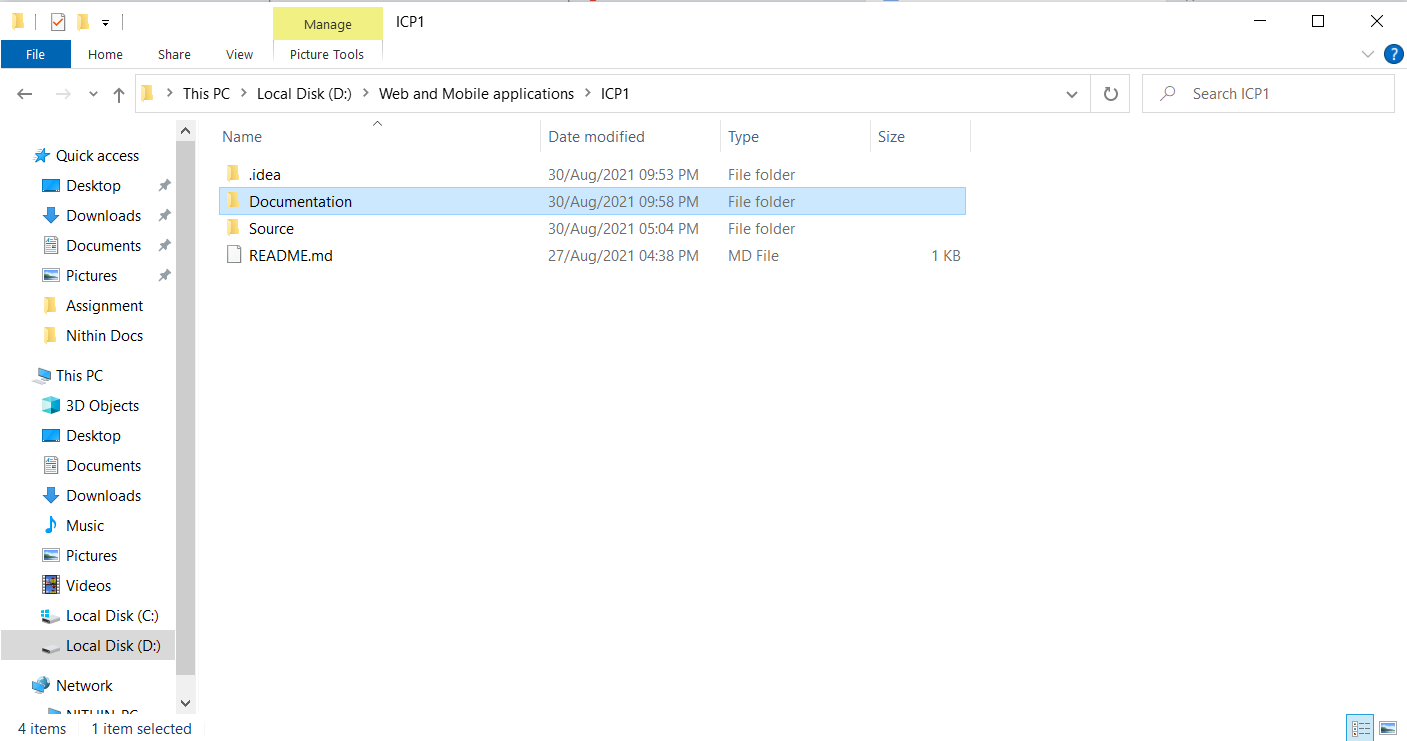 Manage ICP1
File Home Share View Picture Tools
?
This PC Local Disk (D:) Web and Mobile applications ICP1 Search ICP1
Name Date modified Type Size
Quick access
Desktop
Downloads
Documents
Pictures
Assignment
Nithin Docs
This PC
3D Objects
Desktop
Documents
Downloads
Music
Pictures
Videos
Local Disk (C:)
Local Disk (D:)
Network
.idea 30/Aug/2021 09:53 PM File folder
Documentation 30/Aug/2021 09:58 PM File folder
Source 30/Aug/2021 05:04 PM File folder
README.md 27/Aug/2021 04:38 PM MD File 1 KB
4 items 1 item selected